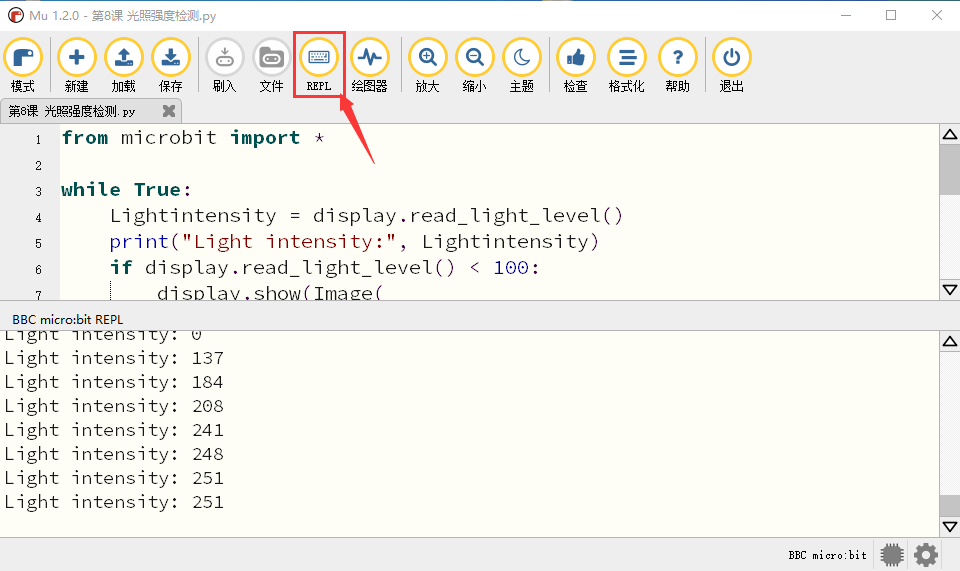 Mu 1.2.0 - 第8课 光照强度检测.py
模式 新建 加载 保存 刷入 文件 REPL 绘图器 放大 缩小 主题 检查 格式化 帮助 退出
第8课 光照强度检测.py
1 from microbit import *
2
3 while True:
4 Lightintensity = display.read_light_level()
5 print("Light intensity:", Lightintensity)
6 if display.read_light_level() < 100:
7 display.show(Image(
BBC micro:bit REPL
Light intensity: 0
Light intensity: 137
Light intensity: 184
Light intensity: 208
Light intensity: 241
Light intensity: 248
Light intensity: 251
Light intensity: 251
BBC micro:bit